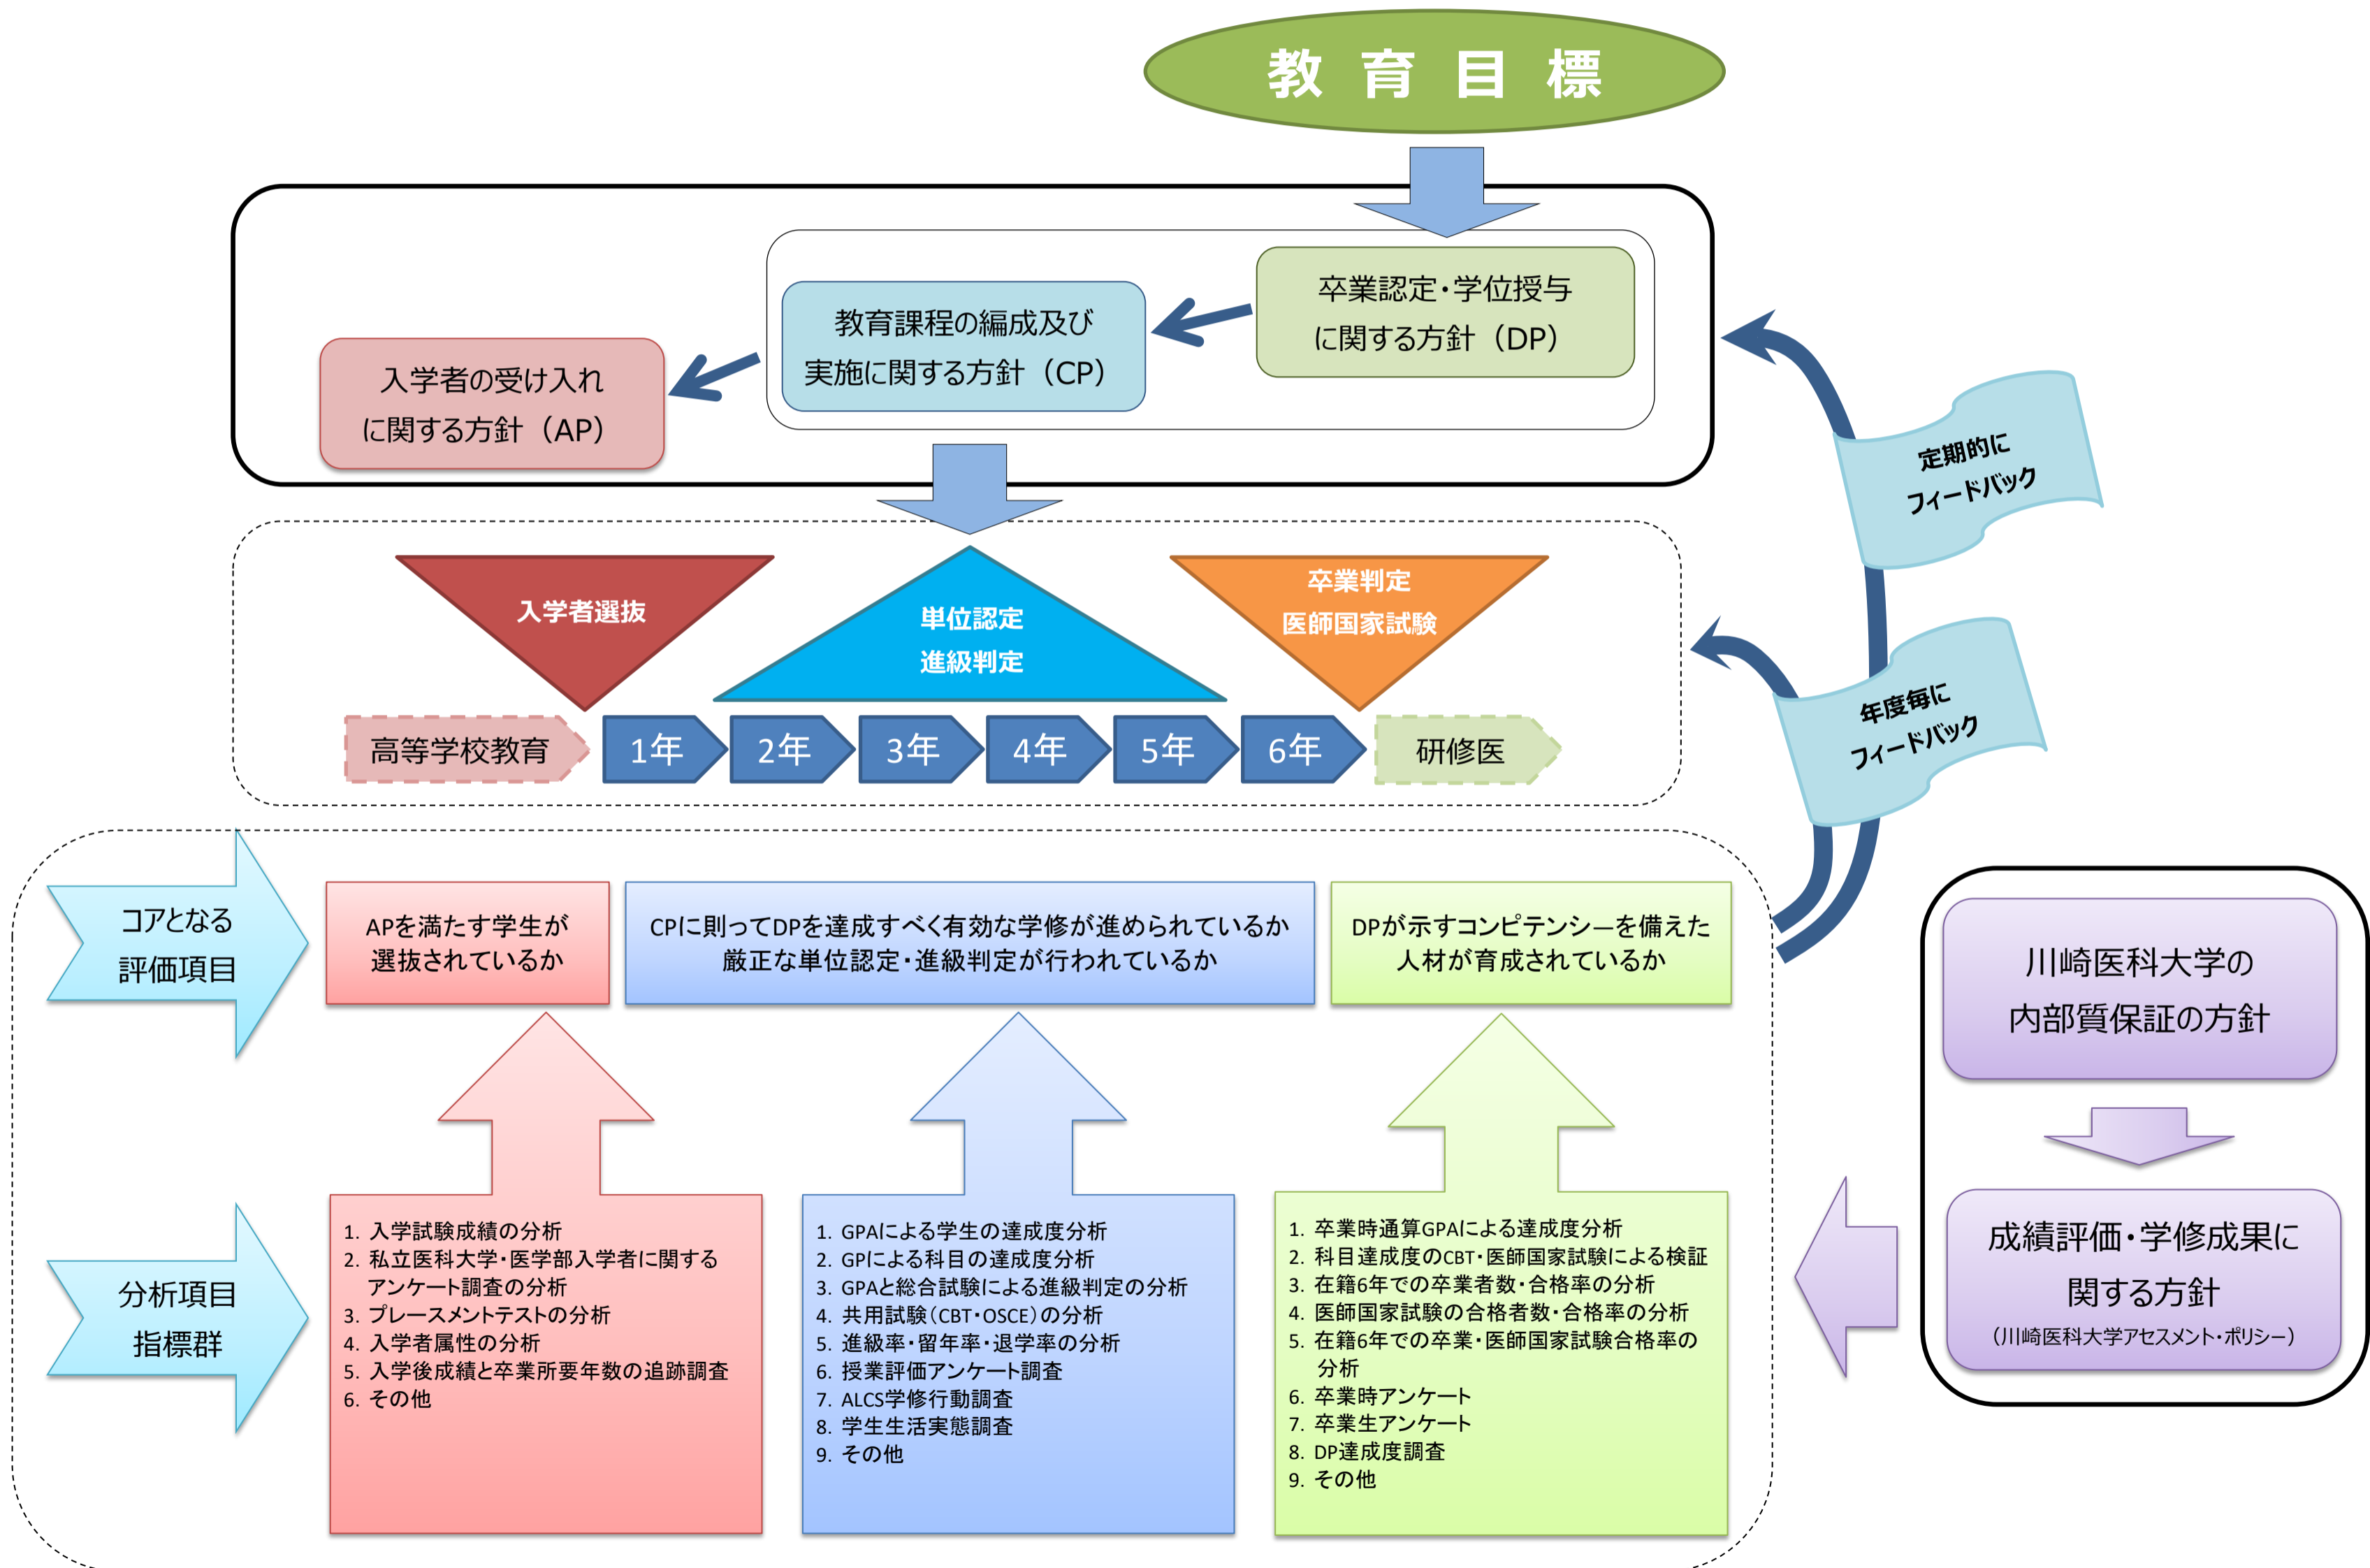 教 育 目 標
卒業認定・学位授与
に関する方針（DP）
教育課程の編成及び
実施に関する方針（CP）
入学者の受け入れ
に関する方針（AP）
定期的に
フィードバック
入学者選抜
単位認定
進級判定
卒業判定
医師国家試験
年度毎に
フィードバック
高等学校教育
1年
2年
3年
4年
5年
6年
研修医
コアとなる
評価項目
APを満たす学生が
選抜されているか
CPに則ってDPを達成すべく有効な学修が進められているか
厳正な単位認定・進級判定が行われているか
DPが示すコンピテンシーを備えた
人材が育成されているか
川崎医科大学の
内部質保証の方針
成績評価・学修成果に
関する方針
（川崎医科大学アセスメント・ポリシー）
分析項目
指標群
1. 入学試験成績の分析
2. 私立医科大学・医学部入学者に関する
アンケート調査の分析
3. プレースメントテストの分析
4. 入学者属性の分析
5. 入学後成績と卒業所要年数の追跡調査
6. その他
1. GPAによる学生の達成度分析
2. GPによる科目の達成度分析
3. GPAと総合試験による進級判定の分析
4. 共用試験（CBT・OSCE）の分析
5. 進級率・留年率・退学率の分析
6. 授業評価アンケート調査
7. ALCS学修行動調査
8. 学生生活実態調査
9. その他
1. 卒業時通算GPAによる達成度分析
2. 科目達成度のCBT・医師国家試験による検証
3. 在籍6年での卒業者数・合格率の分析
4. 医師国家試験の合格者数・合格率の分析
5. 在籍6年での卒業・医師国家試験合格率の
分析
6. 卒業時アンケート
7. 卒業生アンケート
8. DP達成度調査
9. その他